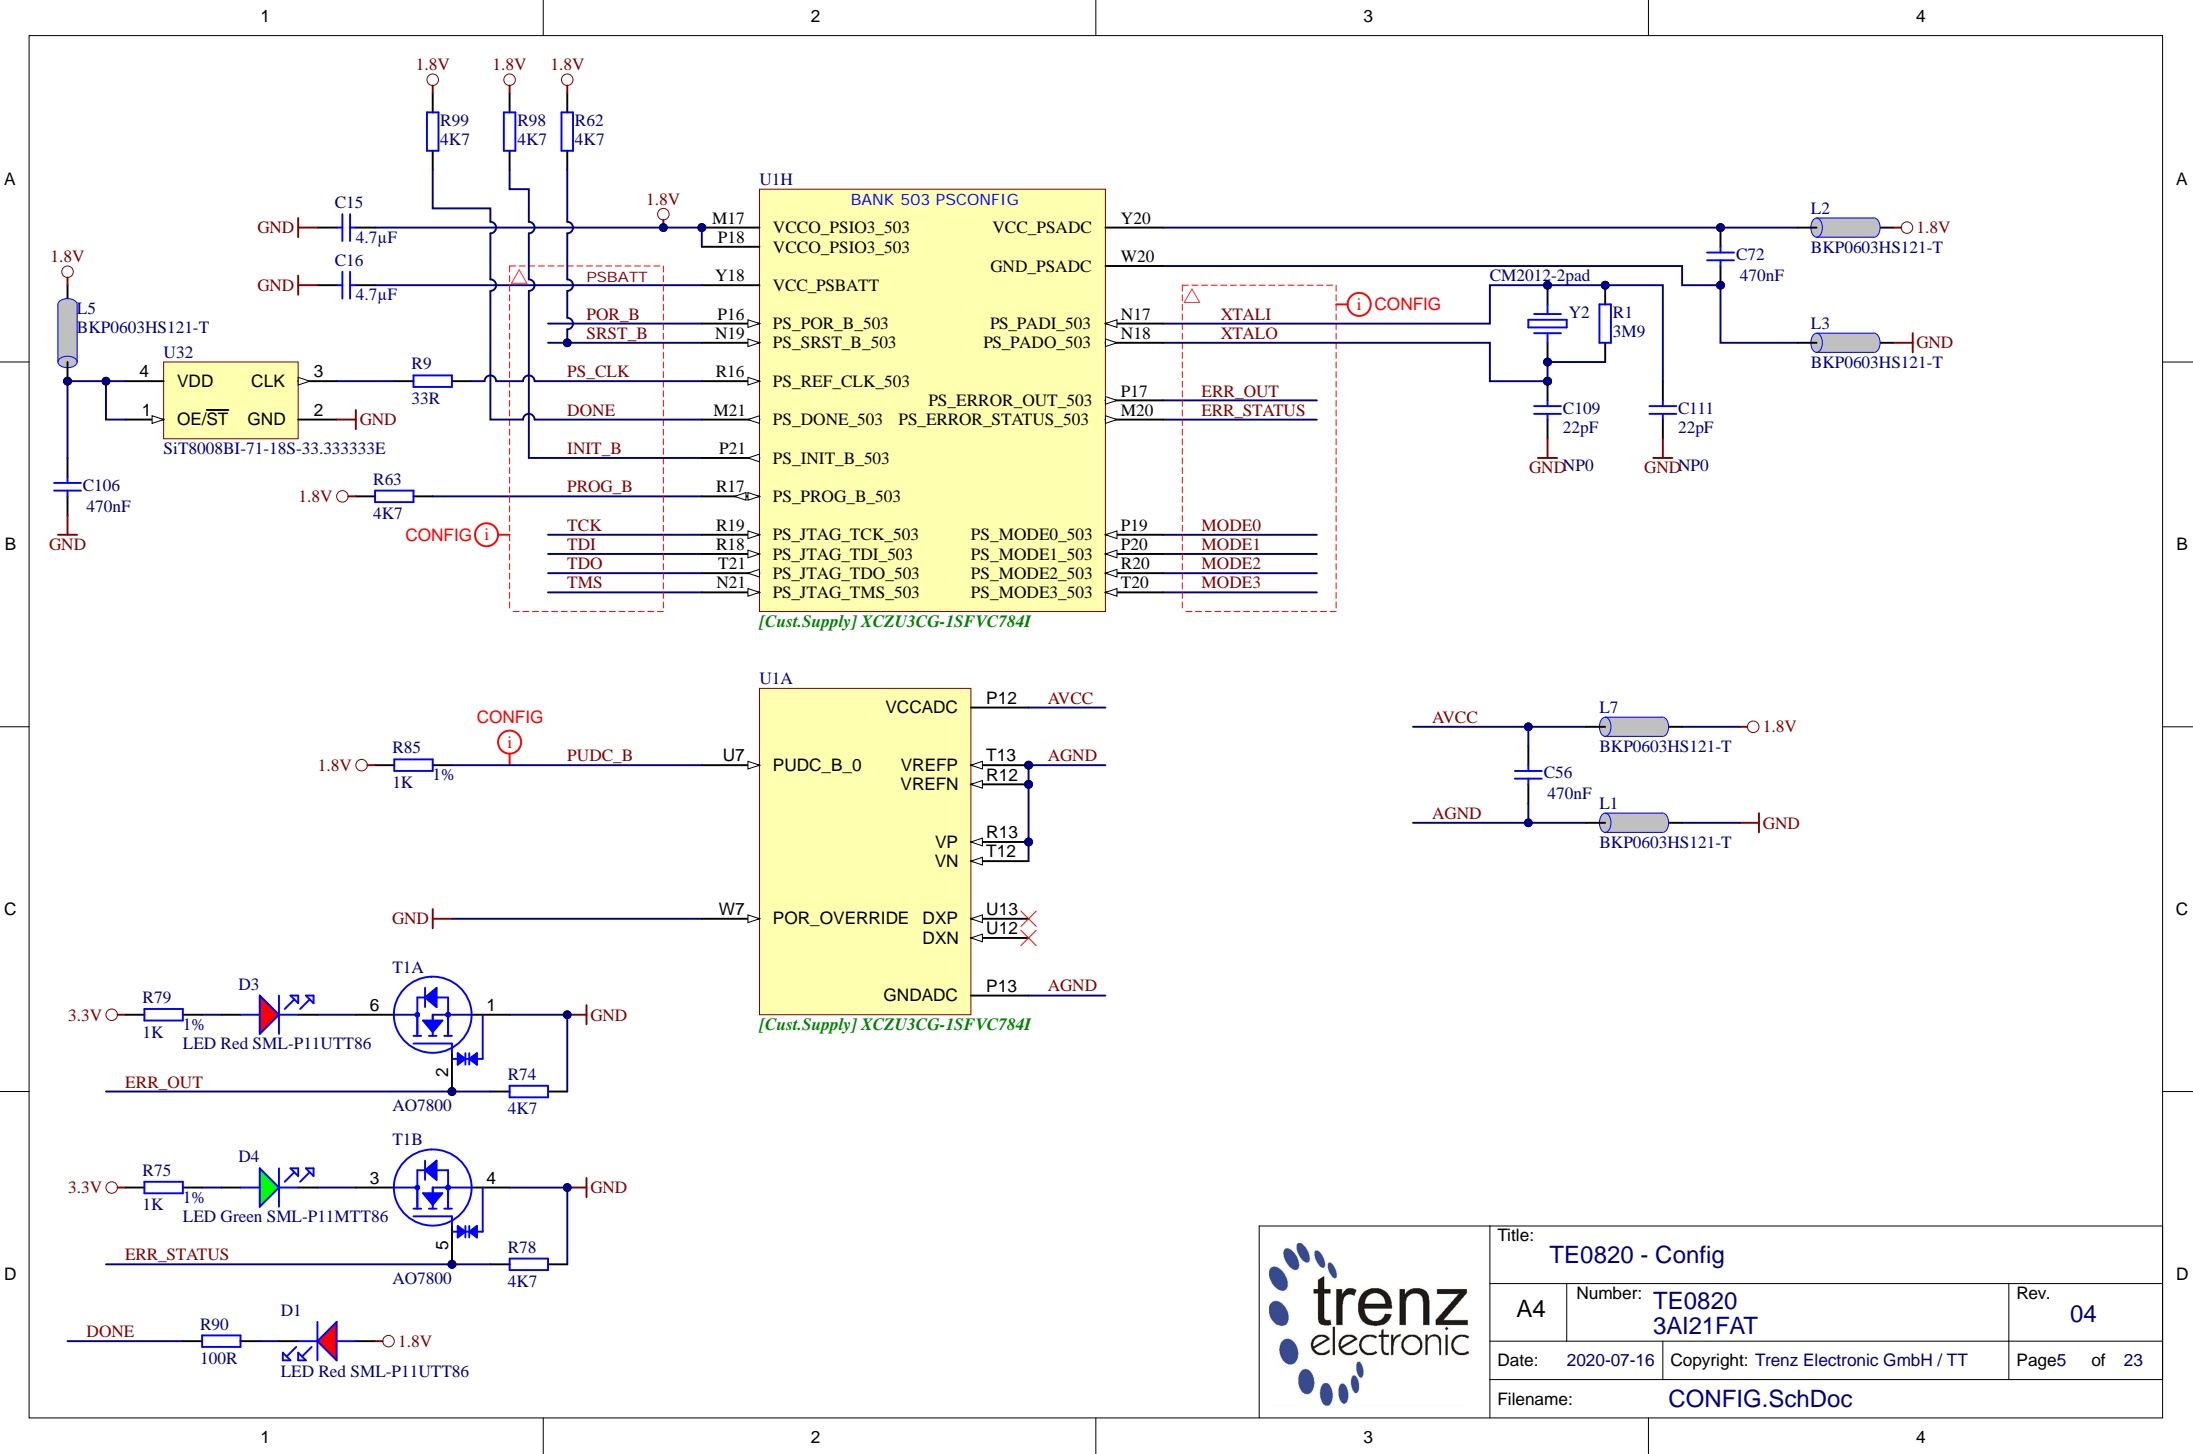 1
2
3
4
A
A
B
B
C
C
D
D
1.8V
1.8V
1.8V
R99
4K7
R98
4K7
R62
4K7
1.8V
C15
4.7µF
GND
C16
4.7µF
GND
1.8V
L5
BKP0603HS121-T
U32
4 VDD CLK 3
1 OE/ST GND 2
GND
SiT8008BI-71-18S-33.333333E
C106
470nF
GND
R9
33R
1.8V
R63
4K7
CONFIG
i
PSBATT
POR_B
SRST_B
PS_CLK
DONE
INIT_B
PROG_B
TCK
TDI
TDO
TMS
U1H
BANK 503 PSCONFIG
M17 VCCO_PSIO3_503
P18 VCCO_PSIO3_503
Y18 VCC_PSBATT
P16 PS_POR_B_503
N19 PS_SRST_B_503
R16 PS_REF_CLK_503
M21 PS_DONE_503
P21 PS_INIT_B_503
R17 PS_PROG_B_503
R19 PS_JTAG_TCK_503
R18 PS_JTAG_TDI_503
T21 PS_JTAG_TDO_503
N21 PS_JTAG_TMS_503
VCC_PSADC Y20
GND_PSADC W20
PS_PADI_503 N17 XTALI
PS_PADO_503 N18 XTALO
PS_ERROR_OUT_503 P17 ERR_OUT
PS_ERROR_STATUS_503 M20 ERR_STATUS
PS_MODE0_503 P19 MODE0
PS_MODE1_503 P20 MODE1
PS_MODE2_503 R20 MODE2
PS_MODE3_503 T20 MODE3
[Cust.Supply] XCZU3CG-1SFVC784I
i CONFIG
CM2012-2pad
Y2
R1
3M9
C109
22pF
GND NP0
C111
22pF
GND NP0
C72
470nF
L2
BKP0603HS121-T
1.8V
L3
BKP0603HS121-T
GND
U1A
VCCADC P12 AVCC
U7 PUDC_B_0
VREFP T13 AGND
VREFN R12
VP R13
VN T12
W7 POR_OVERRIDE
DXP U13
DXN U12
GNDADC P13 AGND
[Cust.Supply] XCZU3CG-1SFVC784I
CONFIG
i
1.8V
R85
1K
1%
PUDC_B
GND
AVCC
L7
BKP0603HS121-T
1.8V
C56
470nF
AGND
L1
BKP0603HS121-T
GND
3.3V
R79
1K
1%
D3
LED Red SML-P11UTT86
T1A
6
1
2
GND
ERR_OUT
AO7800
R74
4K7
3.3V
R75
1K
1%
D4
LED Green SML-P11MTT86
T1B
3
4
5
GND
ERR_STATUS
AO7800
R78
4K7
DONE
R90
100R
D1
1.8V
LED Red SML-P11UTT86
trenz
electronic
Title:
TE0820 - Config
A4
Number: TE0820
3AI21FAT
Rev.
04
Date: 2020-07-16
Copyright: Trenz Electronic GmbH / TT
Page5 of 23
Filename: CONFIG.SchDoc
1
2
3
4